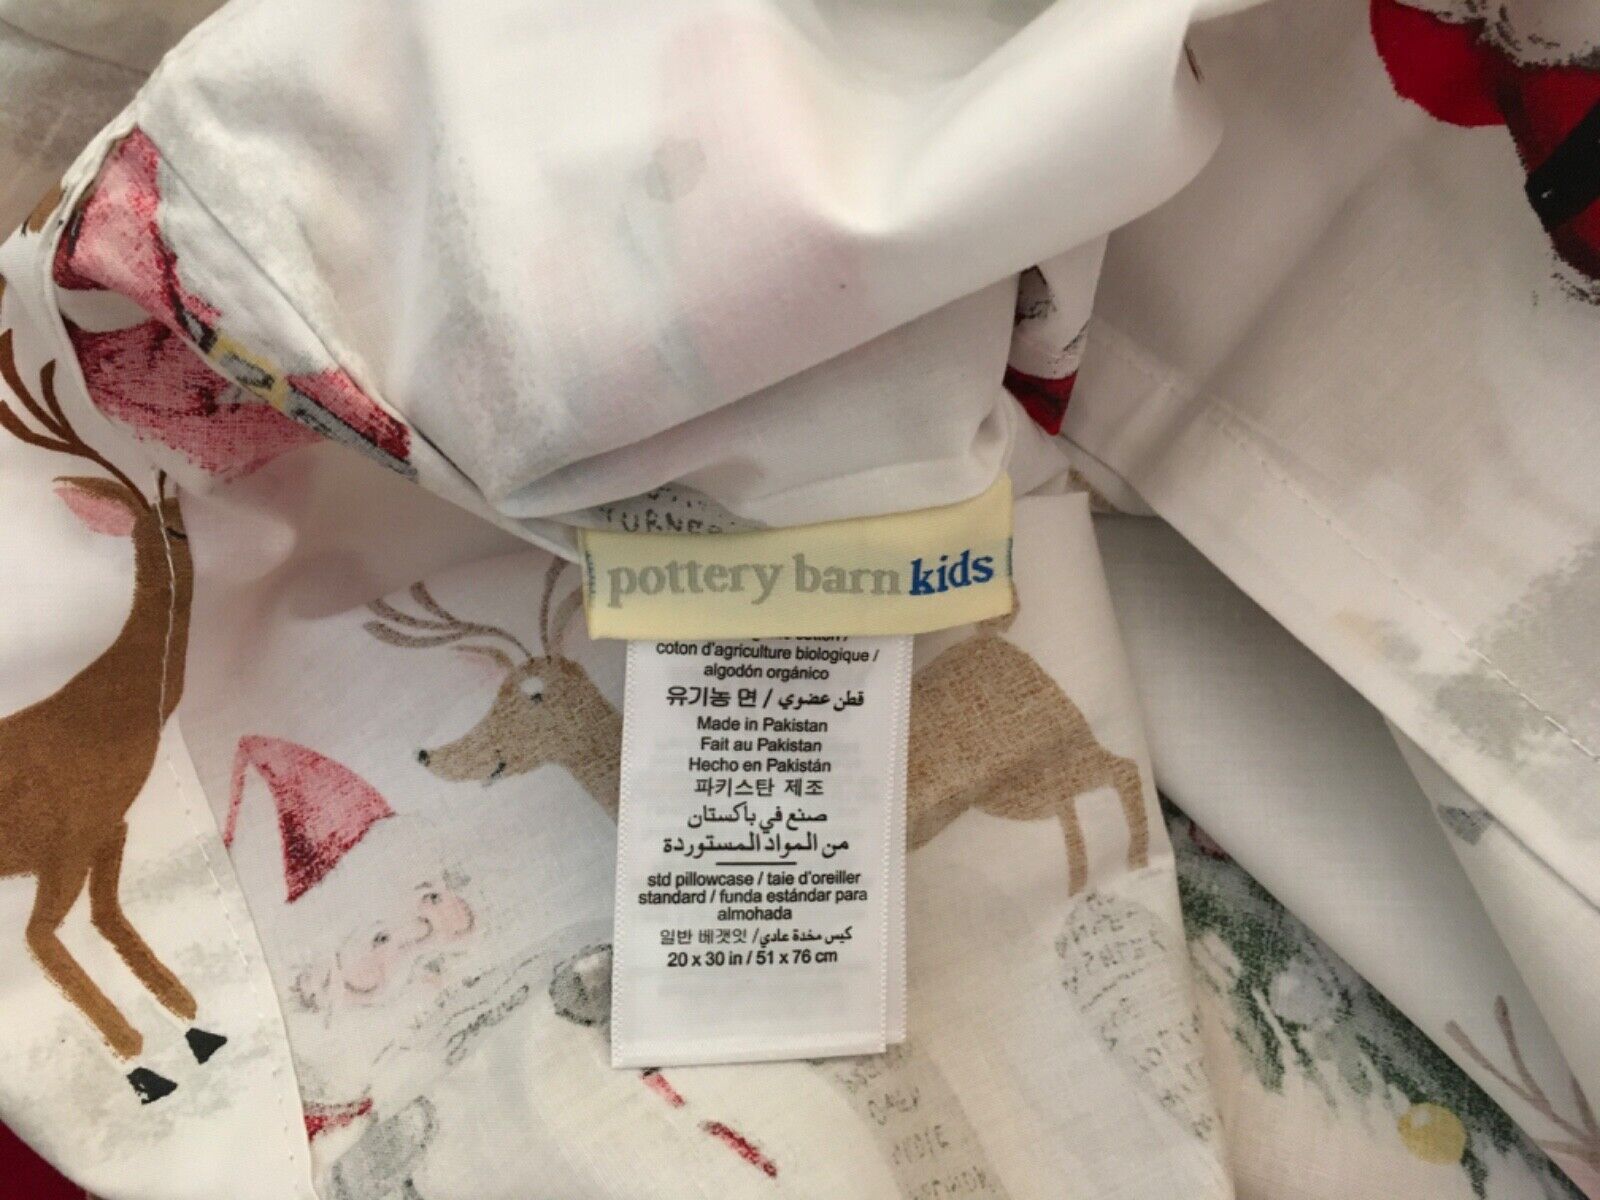 pottery barn kids
coton d'agriculture biologique /
algodón orgánico
유기농 면 / قطن عضوي
Made in Pakistan
Fait au Pakistan
Hecho en Pakistán
파키스탄 제조
صنع في باكستان
من المواد المستوردة
std pillowcase / taie d'oreiller
standard / funda estándar para
almohada
일반 베갯잇 / كيس مخدة عادي
20 x 30 in / 51 x 76 cm